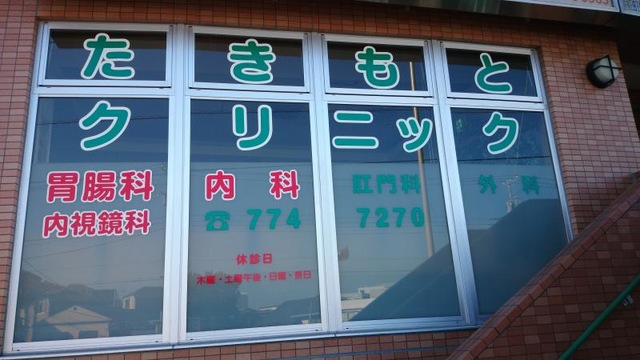 たきもと
クリニック
胃腸科 内科 肛門科 外科
内視鏡科 ☎774 7270
休診日
木曜・土曜午後・日曜・祭日